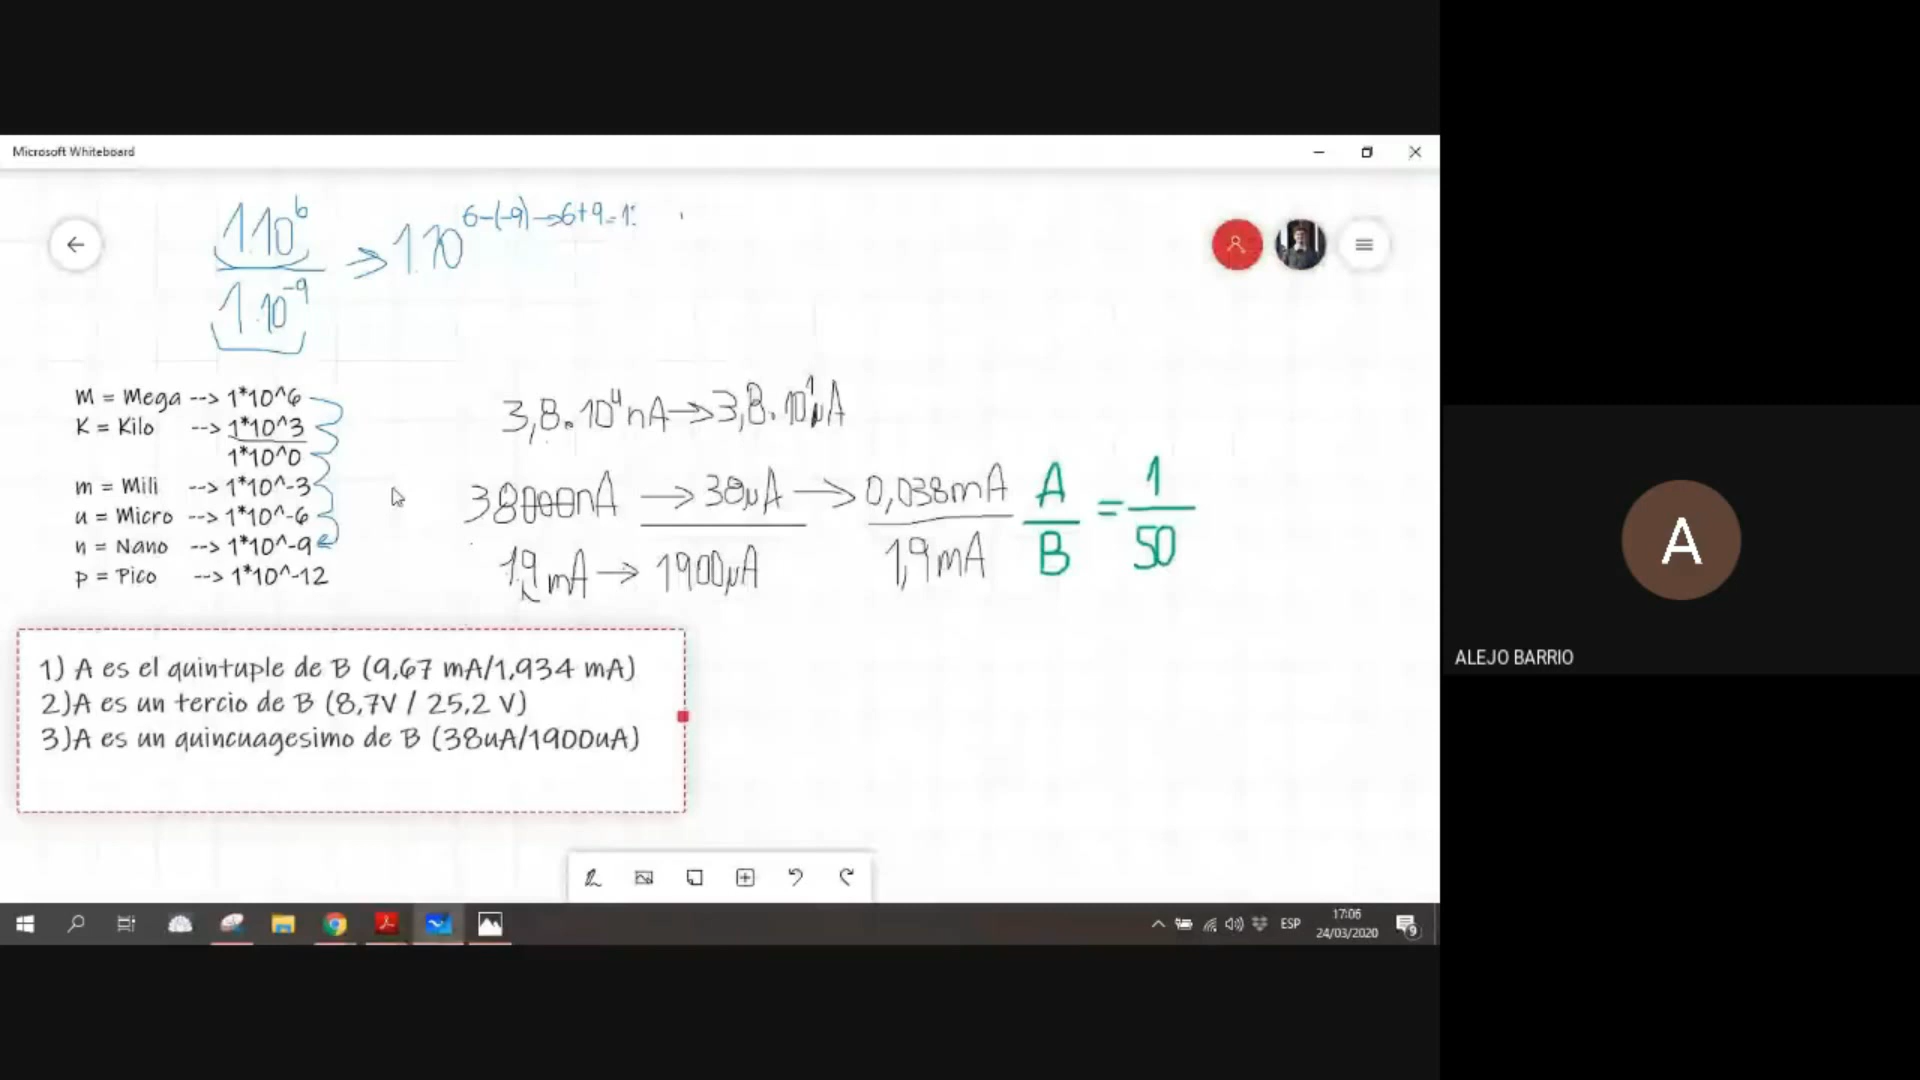 Microsoft Whiteboard
1.10^6
1.10^-9
⇒ 1.10^6-(-9)→6+9=1
M = Mega --> 1*10^6
K = Kilo --> 1*10^3
1*10^0
m = Mili --> 1*10^-3
u = Micro --> 1*10^-6
n = Nano --> 1*10^-9
p = Pico --> 1*10^-12
3,8.10^4 nA → 3,8.10^1 µA
38000nA → 38µA → 0,038mA
1,9mA → 1900µA
1,9mA
A
B
=
1
50
1) A es el quintuple de B (9,67 mA/1,934 mA)
2)A es un tercio de B (8,7V / 25,2 V)
3)A es un quincuagesimo de B (38uA/1900uA)
A
ALEJO BARRIO
ESP
17:06
24/03/2020
9